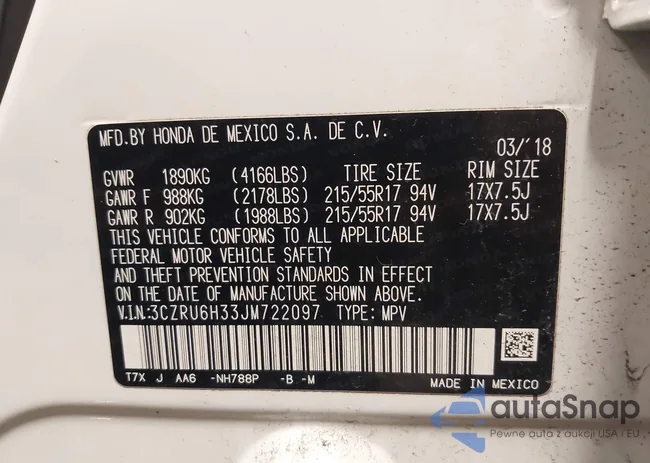 MFD.BY HONDA DE MEXICO S.A. DE C.V. 03/'18
GVWR 1890KG (4166LBS) TIRE SIZE RIM SIZE
GAWR F 988KG (2178LBS) 215/55R17 94V 17X7.5J
GAWR R 902KG (1988LBS) 215/55R17 94V 17X7.5J
THIS VEHICLE CONFORMS TO ALL APPLICABLE
FEDERAL MOTOR VEHICLE SAFETY
AND THEFT PREVENTION STANDARDS IN EFFECT
ON THE DATE OF MANUFACTURE SHOWN ABOVE.
V.I.N.:3CZRU6H33JM722097 TYPE: MPV
T7X J AA6 -NH788P -B -M MADE IN MEXICO
autaSnap
Pewne auta z aukcji USA i EU